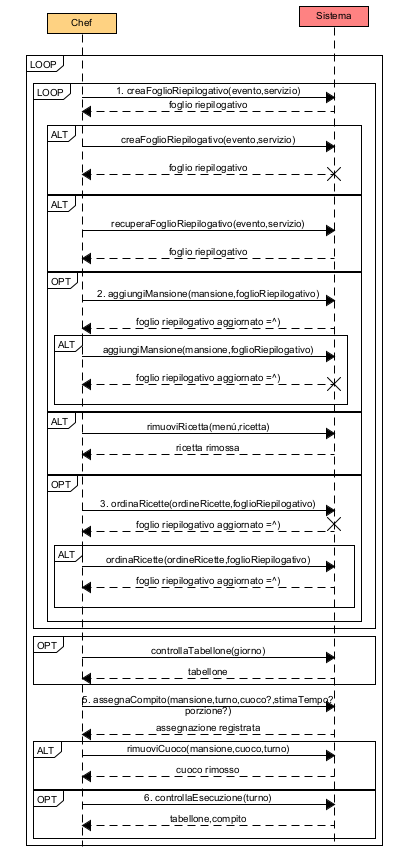 Chef
Sistema
LOOP
LOOP
1. creaFoglioRiepilogativo(evento,servizio)
foglio riepilogativo
ALT
creaFoglioRiepilogativo(evento,servizio)
foglio riepilogativo
ALT
recuperaFoglioRiepilogativo(evento,servizio)
foglio riepilogativo
OPT
2. aggiungiMansione(mansione,foglioRiepilogativo)
foglio riepilogativo aggiornato =^)
ALT
aggiungiMansione(mansione,foglioRiepilogativo)
foglio riepilogativo aggiornato =^)
ALT
rimuoviRicetta(menú,ricetta)
ricetta rimossa
OPT
3. ordinaRicette(ordineRicette,foglioRiepilogativo)
foglio riepilogativo aggiornato =^)
ALT
ordinaRicette(ordineRicette,foglioRiepilogativo)
foglio riepilogativo aggiornato =^)
OPT
controllaTabellone(giorno)
tabellone
5. assegnaCompito(mansione,turno,cuoco?,stimaTempo?
porzione?)
assegnazione registrata
ALT
rimuoviCuoco(mansione,cuoco,turno)
cuoco rimosso
OPT
6. controllaEsecuzione(turno)
tabellone,compito